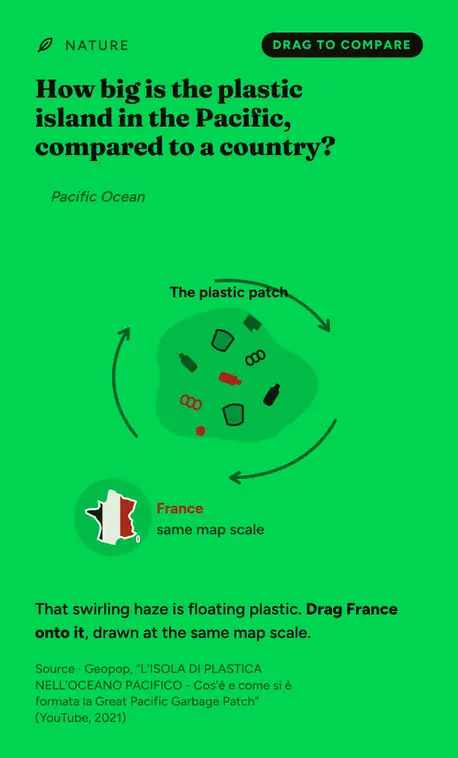 NATURE
DRAG TO COMPARE
How big is the plastic
island in the Pacific,
compared to a country?
Pacific Ocean
The plastic patch
France
same map scale
That swirling haze is floating plastic. Drag France
onto it, drawn at the same map scale.
Source · Geopop, "L'ISOLA DI PLASTICA
NELL'OCEANO PACIFICO - Cos'è e come si è
formata la Great Pacific Garbage Patch"
(YouTube, 2021)